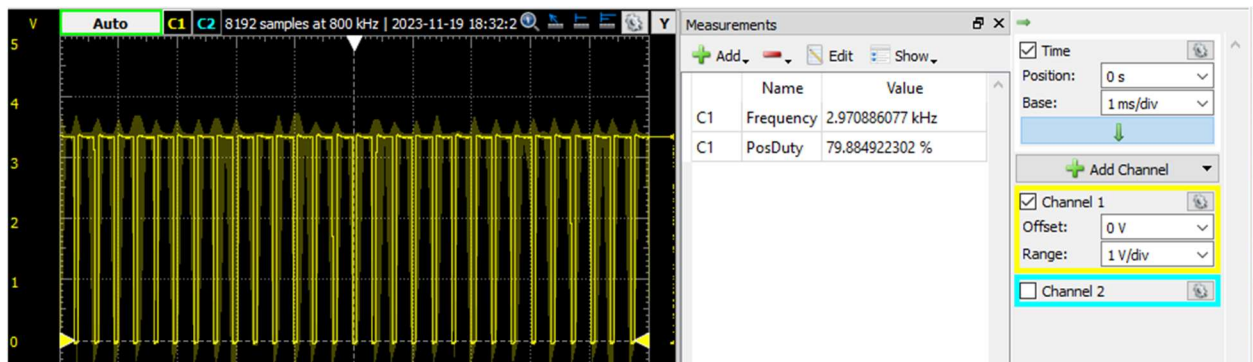 V Auto C1 C2 8192 samples at 800 kHz | 2023-11-19 18:32:2 Y
5
4
3
2
1
0
Measurements
Add Edit Show
Name Value
C1 Frequency 2.970886077 kHz
C1 PosDuty 79.884922302 %
Time
Position: 0 s
Base: 1 ms/div
Add Channel
Channel 1
Offset: 0 V
Range: 1 V/div
Channel 2